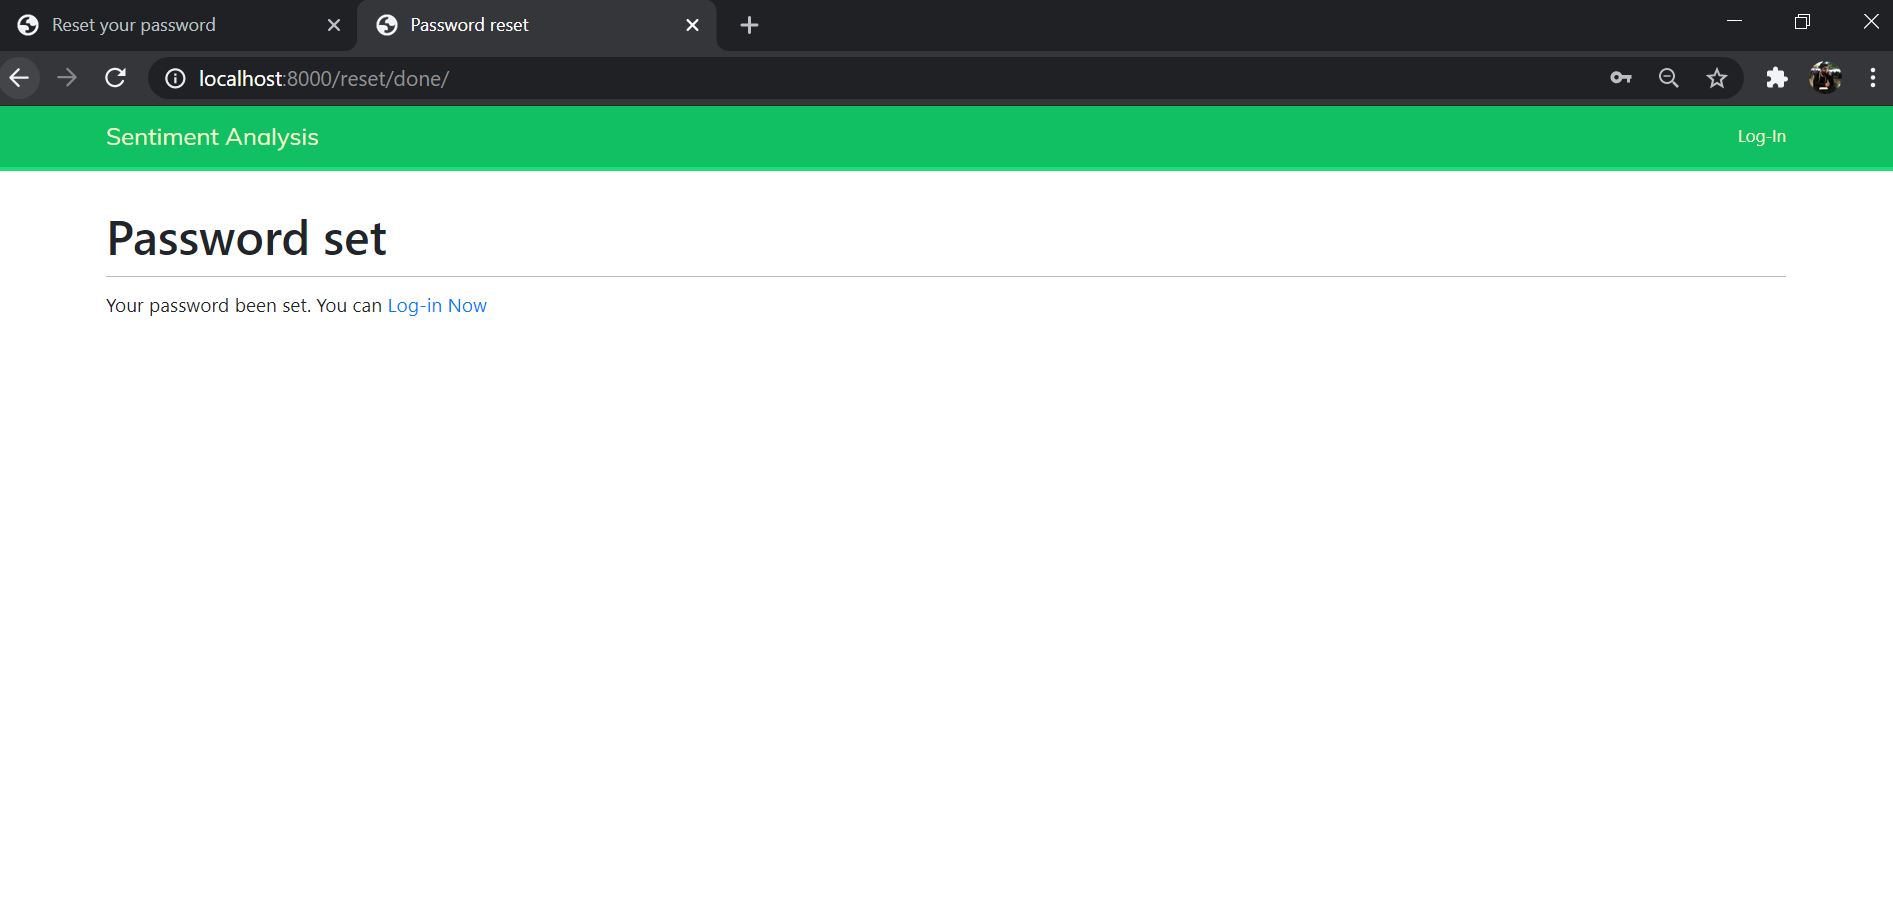 Reset your password
Password reset
localhost:8000/reset/done/
Sentiment Analysis
Log-In
Password set
Your password been set. You can Log-in Now